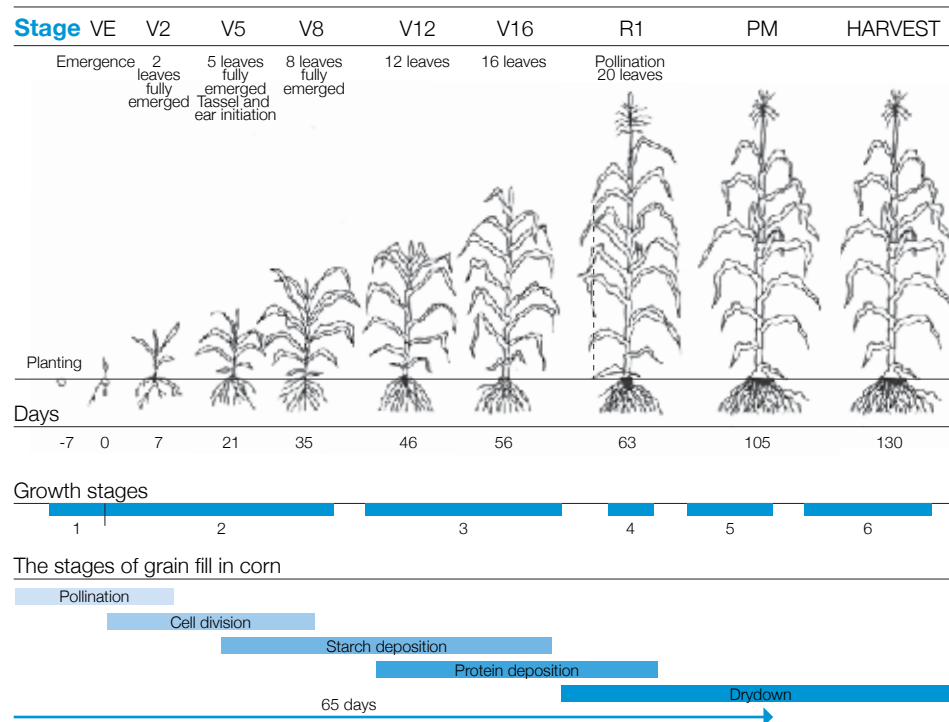 Stage VE V2 V5 V8 V12 V16 R1 PM HARVEST
Emergence 2 leaves fully emerged
5 leaves fully emerged Tassel and ear initiation
8 leaves fully emerged
12 leaves
16 leaves
Pollination 20 leaves
Planting
Days
-7 0 7 21 35 46 56 63 105 130
Growth stages
1 2 3 4 5 6
The stages of grain fill in corn
Pollination
Cell division
Starch deposition
Protein deposition
Drydown
65 days